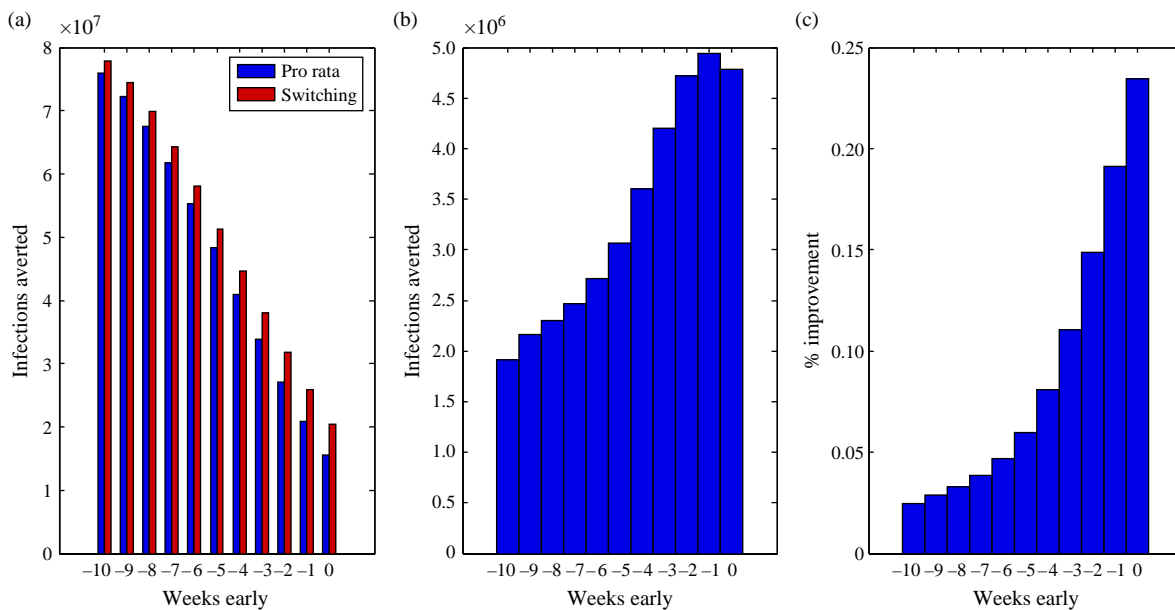 (a)
×10⁷
8
7
6
5
4
3
2
1
0
Infections averted
Pro rata
Switching
–10 –9 –8 –7 –6 –5 –4 –3 –2 –1 0
Weeks early
(b)
×10⁶
5.0
4.5
4.0
3.5
3.0
2.5
2.0
1.5
1.0
0.5
0
Infections averted
–10 –9 –8 –7 –6 –5 –4 –3 –2 –1 0
Weeks early
(c)
0.25
0.20
0.15
0.10
0.05
0
% improvement
–10 –9 –8 –7 –6 –5 –4 –3 –2 –1 0
Weeks early